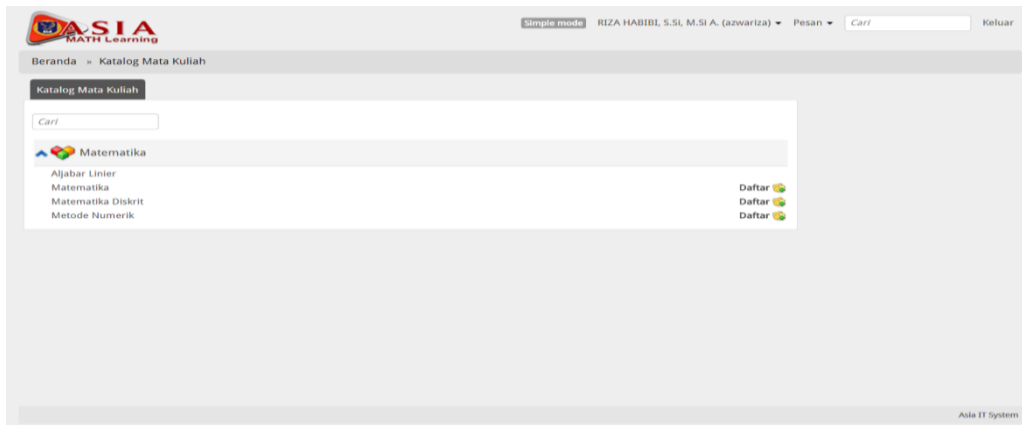 ASIA
MATH Learning
Simple mode RIZA HABIBI, S.Si, M.Si A. (azwariza) Pesan Cari Keluar
Beranda » Katalog Mata Kuliah
Katalog Mata Kuliah
Cari
Matematika
Aljabar Linier
Matematika Daftar
Matematika Diskrit Daftar
Metode Numerik Daftar
Asia IT System